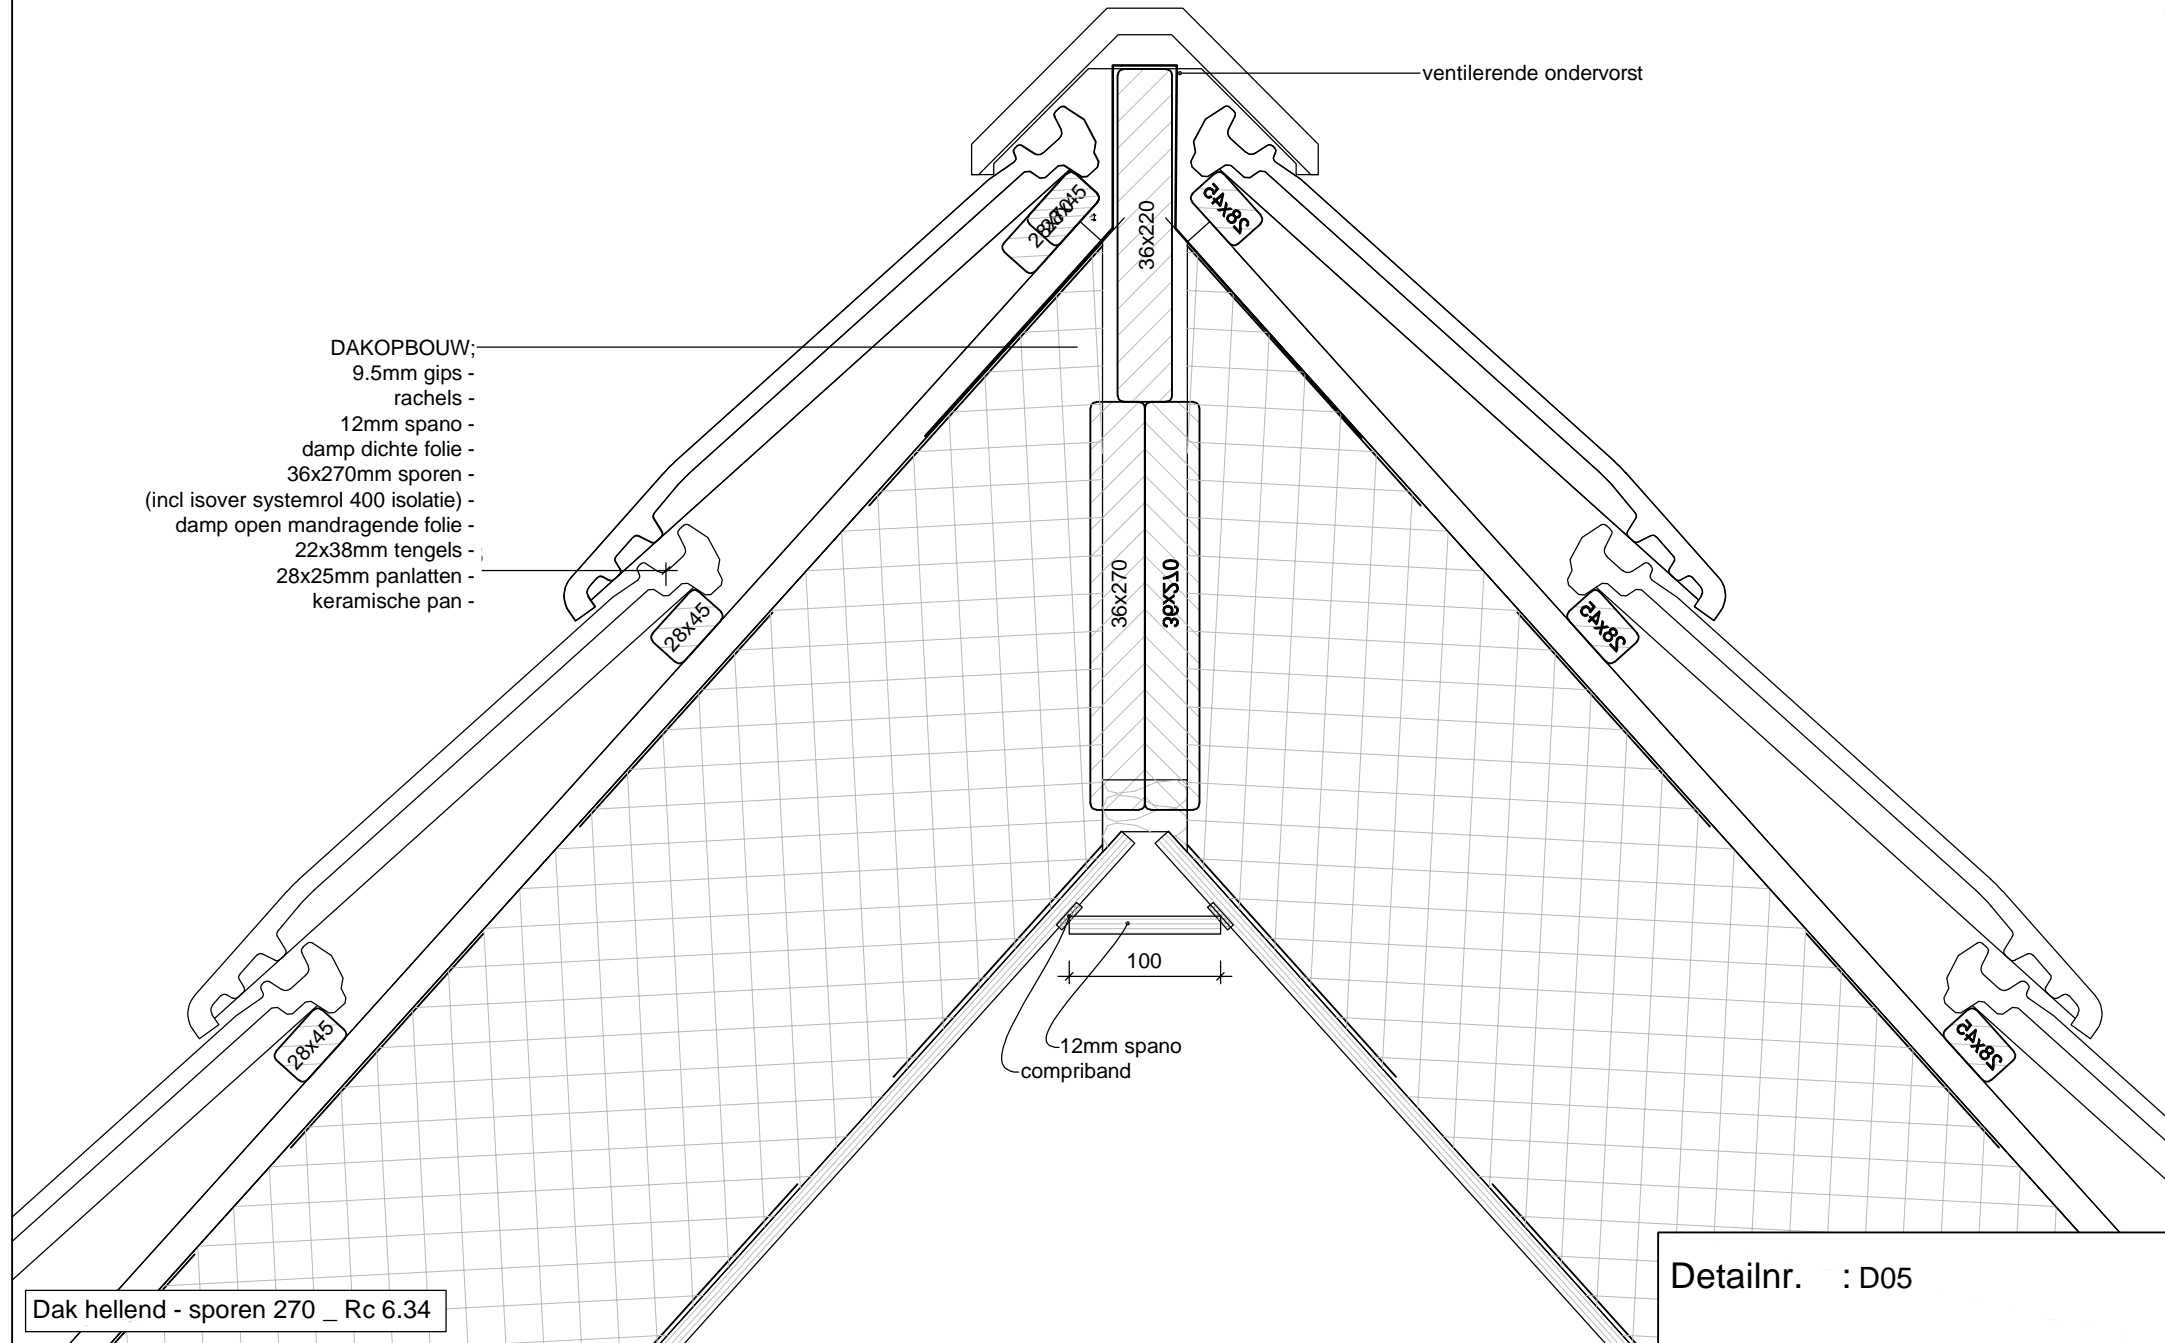 ventilerende ondervorst
28x45
36x220
DAKOPBOUW;
9.5mm gips -
rachels -
12mm spano -
damp dichte folie -
36x270mm sporen -
(incl isover systemrol 400 isolatie) -
damp open mandragende folie -
22x38mm tengels -
28x25mm panlatten -
keramische pan -
28x45
36x270
36x270
28x45
28x45
100
12mm spano
compriband
28x45
28x45
Dak hellend - sporen 270 _ Rc 6.34
Detailnr. : D05